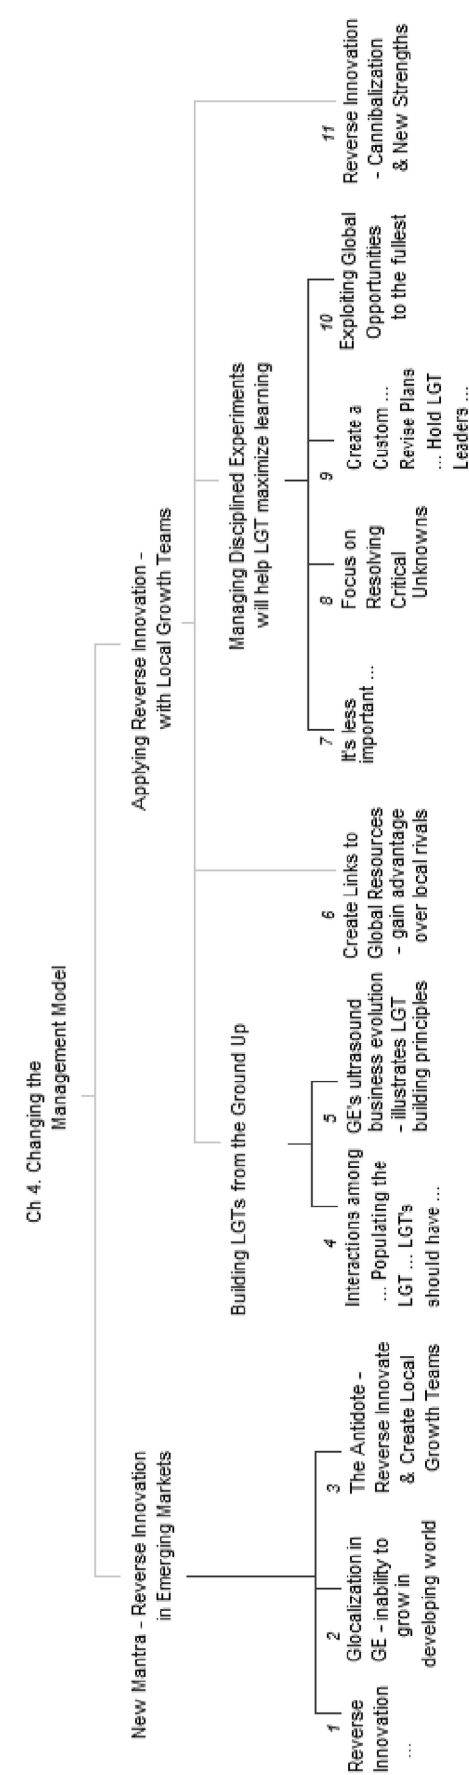 Ch 4. Changing the
Management Model
New Mantra - Reverse Innovation
in Emerging Markets
1
Reverse
Innovation
...
2
Glocalization in
GE - inability to
grow in
developing world
3
The Antidote -
Reverse Innovate
& Create Local
Growth Teams
Applying Reverse Innovation -
with Local Growth Teams
Building LGTs from the Ground Up
4
Interactions among
... Populating the
LGT ... LGT's
should have ...
5
GE's ultrasound
business evolution
- illustrates LGT
building principles
6
Create Links to
Global Resources
- gain advantage
over local rivals
Managing Disciplined Experiments
will help LGT maximize learning
7
It's less
important ...
8
Focus on
Resolving
Critical
Unknowns
9
Create a
Custom ...
Revise Plans
... Hold LGT
Leaders ...
10
Exploiting Global
Opportunities
to the fullest
11
Reverse Innovation
- Cannibalization
& New Strengths